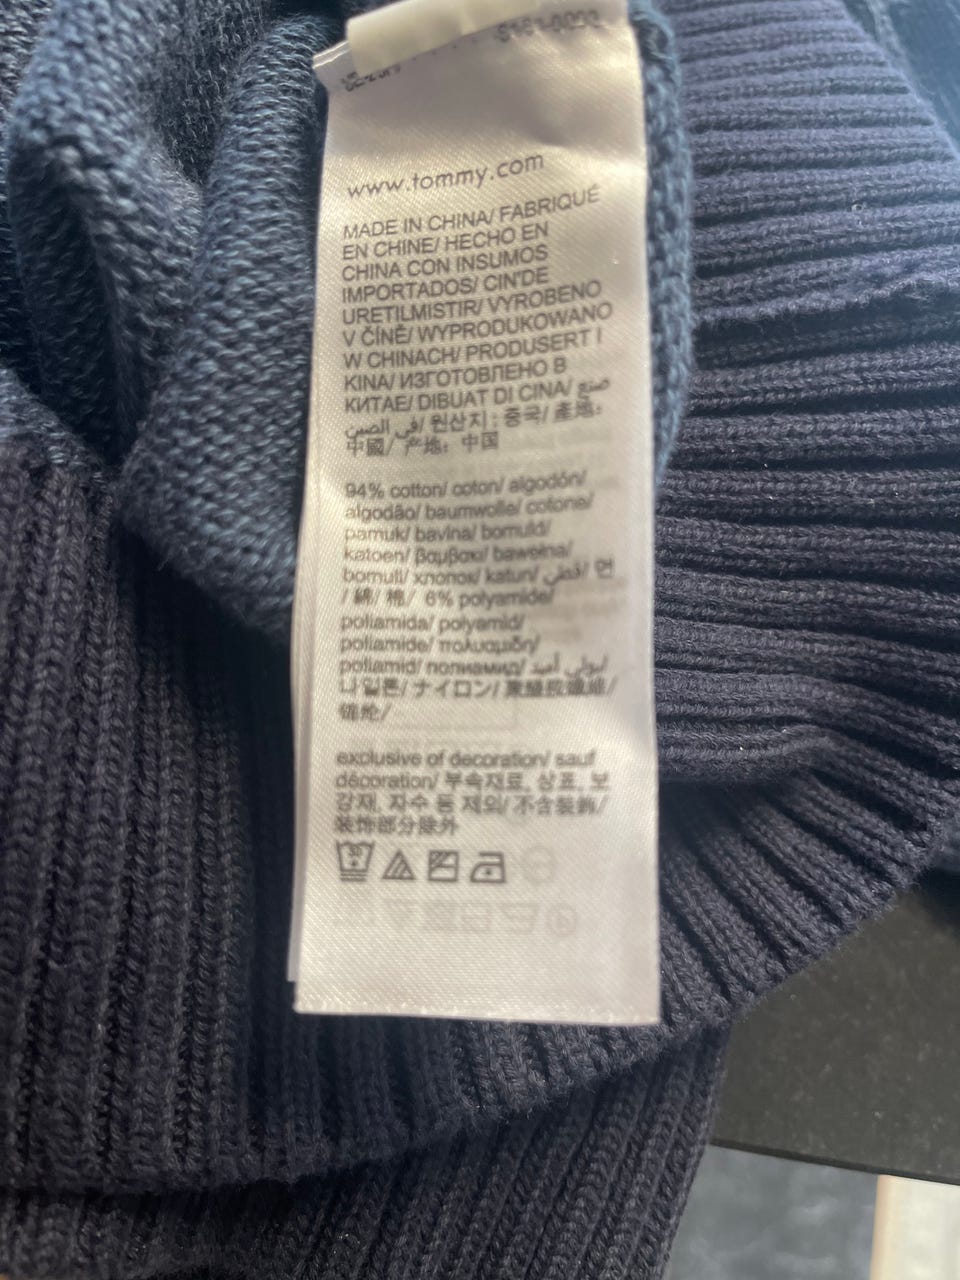 www.tommy.com
MADE IN CHINA/ FABRIQUÉ
EN CHINE/ HECHO EN
CHINA CON INSUMOS
IMPORTADOS/ CIN'DE
URETILMISTIR/ VYROBENO
V ČÍNĚ/ WYPRODUKOWANO
W CHINACH/ PRODUSERT I
KINA/ ИЗГОТОВЛЕНО В
КИТАЕ/ DIBUAT DI CINA/ صنع
في الصين/ 원산지 : 중국/ 產地:
中國/ 产地: 中国
94% cotton/ coton/ algodón/
algodão/ baumwolle/ cotone/
pamuk/ bavlna/ bomuld/
katoen/ βαμβακι/ bawełna/
bomull/ хлопок/ katun/ قطن/ 면
/ 綿/ 棉/ 6% polyamide/
poliamida/ polyamid/
poliammide/ πολυαμιδη/
poliamid/ полиамид/ بولي أميد/
나일론/ ナイロン/ 聚醯胺纖維/
锦纶/
exclusive of decoration/ sauf
décoration/ 부속재료, 상표, 보
강재, 자수 등 제외/ 不含裝飾/
装饰部分除外
30